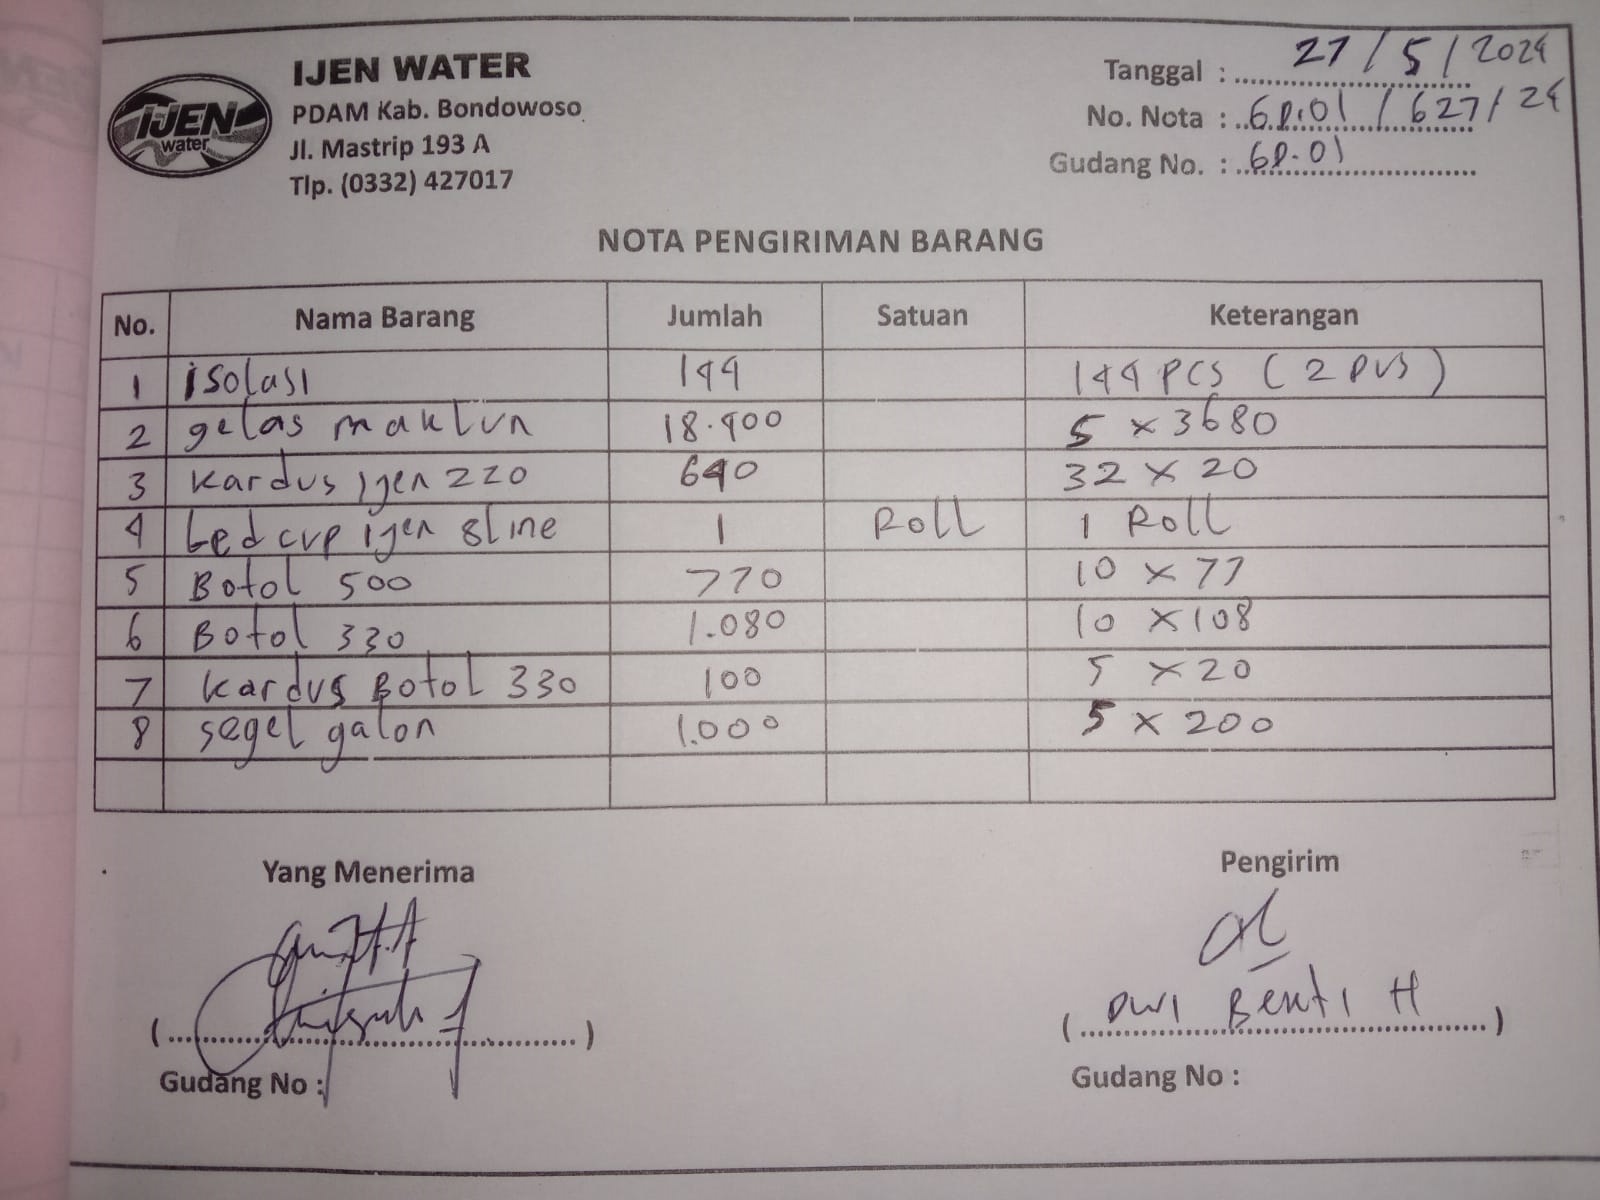 IJEN WATER
PDAM Kab. Bondowoso
Jl. Mastrip 193 A
Tlp. (0332) 427017
IJEN
water
Tanggal : 27/5/2024
No. Nota : GD.01/627/24
Gudang No. : GD.01
NOTA PENGIRIMAN BARANG
No. Nama Barang Jumlah Satuan Keterangan
1 isolasi 144 144 PCS (2 DUS)
2 gelas maklun 18.400 5 x 3680
3 kardus ijen 220 640 32 x 20
4 Led cup ijen 8 line 1 Roll 1 Roll
5 Botol 500 770 10 x 77
6 Botol 330 1.080 10 x 108
7 kardus Botol 330 100 5 x 20
8 segel galon 1.000 5 x 200
Yang Menerima Pengirim
(..........) (Dwi Benti H)
Gudang No : Gudang No :